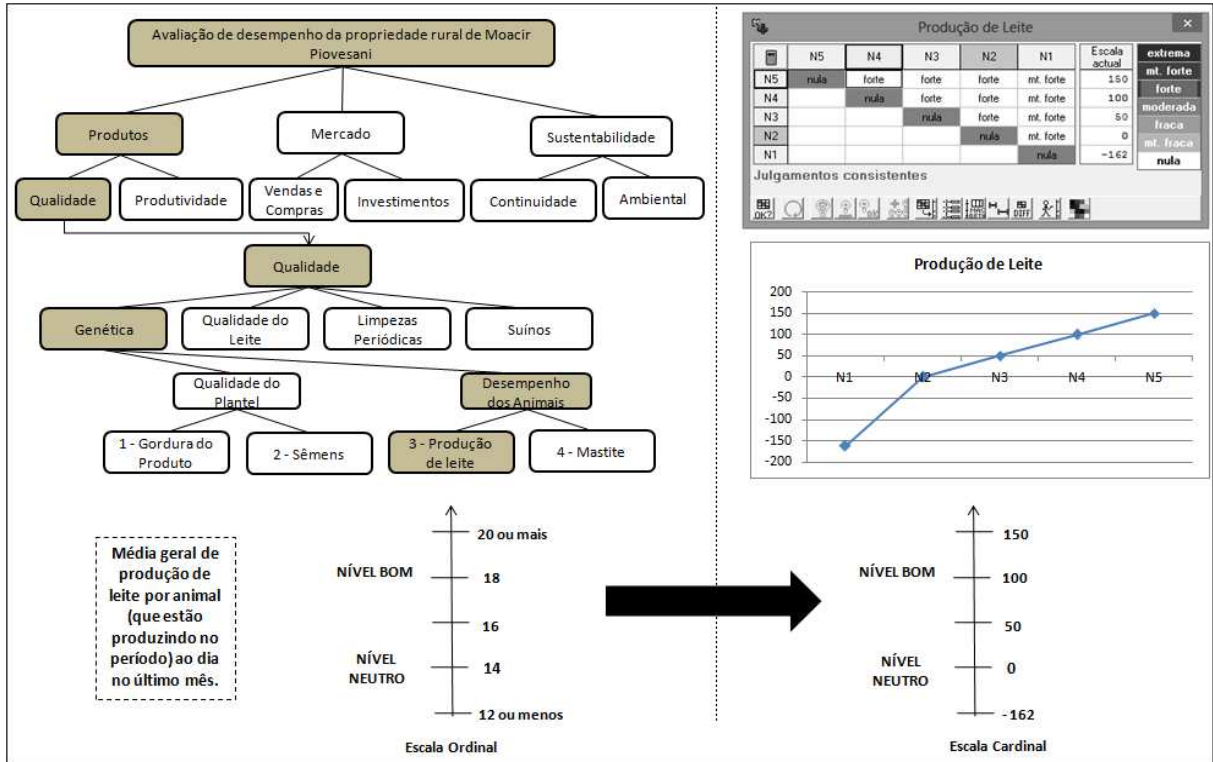 Avaliação de desempenho da propriedade rural de Moacir
Piovesani
Produtos
Mercado
Sustentabilidade
Qualidade
Produtividade
Vendas e
Compras
Investimentos
Continuidade
Ambiental
Qualidade
Genética
Qualidade do
Leite
Limpezas
Periódicas
Suínos
Qualidade do
Plantel
Desempenho
dos Animais
1 - Gordura do
Produto
2 - Sêmens
3 - Produção
de leite
4 - Mastite
Média geral de
produção de
leite por animal
(que estão
produzindo no
período) ao dia
no último mês.
20 ou mais
NÍVEL BOM 18
16
NÍVEL
NEUTRO
14
12 ou menos
Escala Ordinal
Produção de Leite
N5 N4 N3 N2 N1 Escala
actual
N5 nula forte forte forte mt. forte 150
N4 nula forte forte mt. forte 100
N3 nula forte mt. forte 50
N2 nula mt. forte 0
N1 nula -162
extrema
mt. forte
forte
moderada
fraca
mt. fraca
nula
Julgamentos consistentes
OK?
DIFF
Produção de Leite
200
150
100
50
0
-50
-100
-150
-200
N1 N2 N3 N4 N5
150
NÍVEL BOM 100
50
NÍVEL
NEUTRO
0
-162
Escala Cardinal